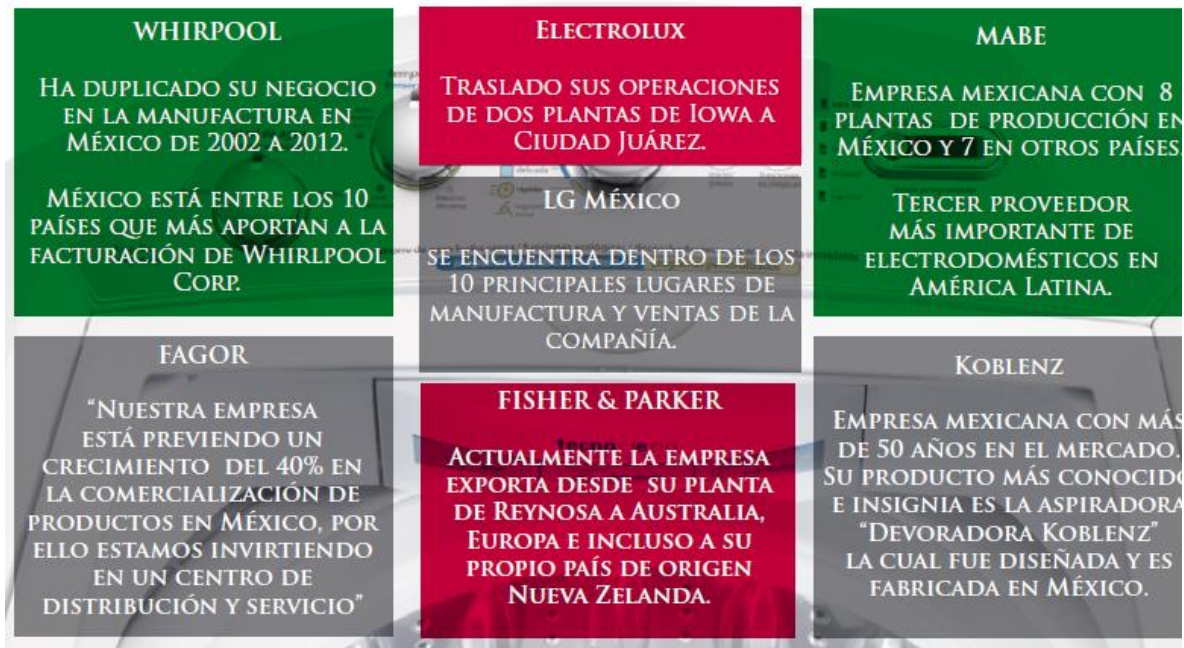 WHIRPOOL
HA DUPLICADO SU NEGOCIO
EN LA MANUFACTURA EN
MÉXICO DE 2002 A 2012.
MÉXICO ESTÁ ENTRE LOS 10
PAÍSES QUE MÁS APORTAN A LA
FACTURACIÓN DE WHIRLPOOL
CORP.
ELECTROLUX
TRASLADO SUS OPERACIONES
DE DOS PLANTAS DE IOWA A
CIUDAD JUÁREZ.
MABE
EMPRESA MEXICANA CON 8
PLANTAS DE PRODUCCIÓN EN
MÉXICO Y 7 EN OTROS PAÍSES.
TERCER PROVEEDOR
MÁS IMPORTANTE DE
ELECTRODOMÉSTICOS EN
AMÉRICA LATINA.
LG MÉXICO
SE ENCUENTRA DENTRO DE LOS
10 PRINCIPALES LUGARES DE
MANUFACTURA Y VENTAS DE LA
COMPAÑÍA.
FAGOR
“NUESTRA EMPRESA
ESTÁ PREVIENDO UN
CRECIMIENTO DEL 40% EN
LA COMERCIALIZACIÓN DE
PRODUCTOS EN MÉXICO, POR
ELLO ESTAMOS INVIRTIENDO
EN UN CENTRO DE
DISTRIBUCIÓN Y SERVICIO”
FISHER & PARKER
ACTUALMENTE LA EMPRESA
EXPORTA DESDE SU PLANTA
DE REYNOSA A AUSTRALIA,
EUROPA E INCLUSO A SU
PROPIO PAÍS DE ORIGEN
NUEVA ZELANDA.
KOBLENZ
EMPRESA MEXICANA CON MÁS
DE 50 AÑOS EN EL MERCADO.
SU PRODUCTO MÁS CONOCIDO
E INSIGNIA ES LA ASPIRADORA
“DEVORADORA KOBLENZ”
LA CUAL FUE DISEÑADA Y ES
FABRICADA EN MÉXICO.